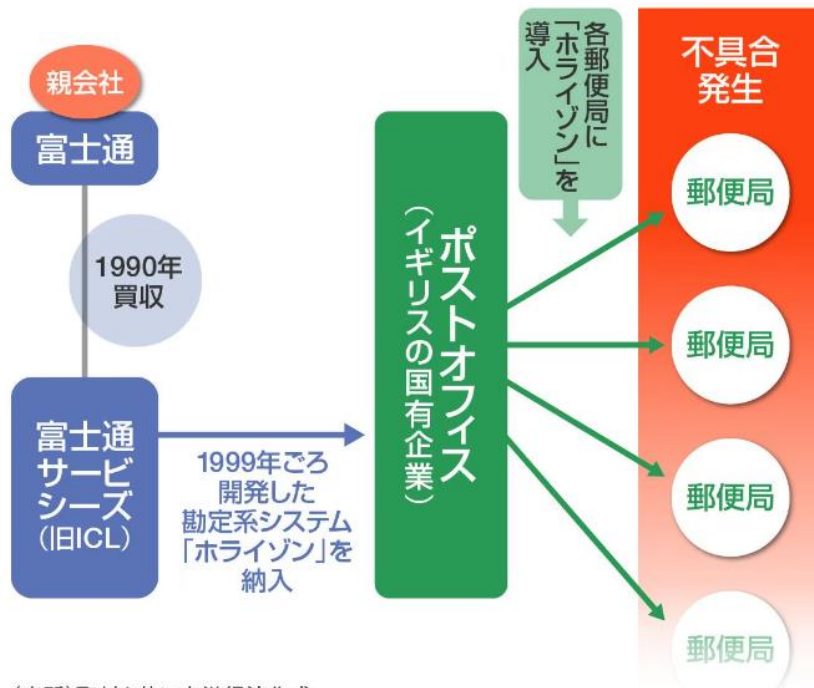 親会社
富士通
1990年
買収
富士通
サービ
シーズ
(旧ICL)
1999年ごろ
開発した
勘定系システム
「ホライゾン」を
納入
ポストオフィス
(イギリスの国有企業)
各郵便局に
「ホライゾン」を
導入
不具合
発生
郵便局
郵便局
郵便局
郵便局